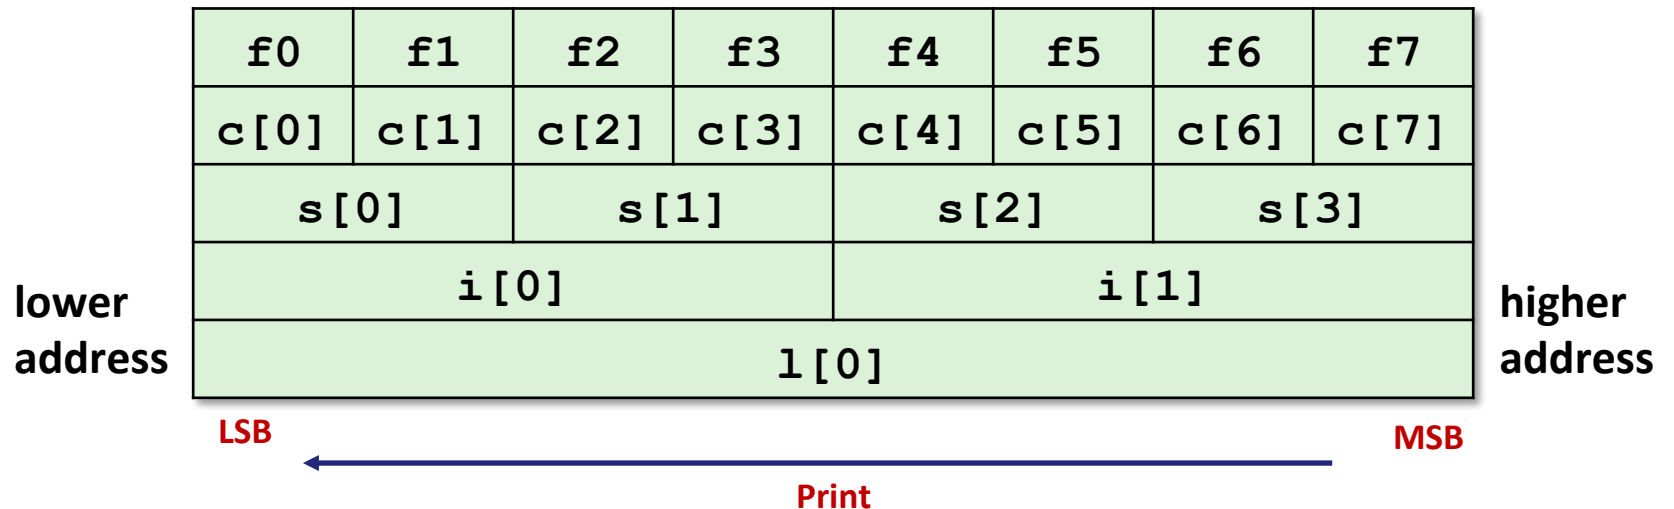 f0 f1 f2 f3 f4 f5 f6 f7
c[0] c[1] c[2] c[3] c[4] c[5] c[6] c[7]
s[0] s[1] s[2] s[3]
i[0] i[1]
lower
address
higher
address
l[0]
LSB
MSB
Print